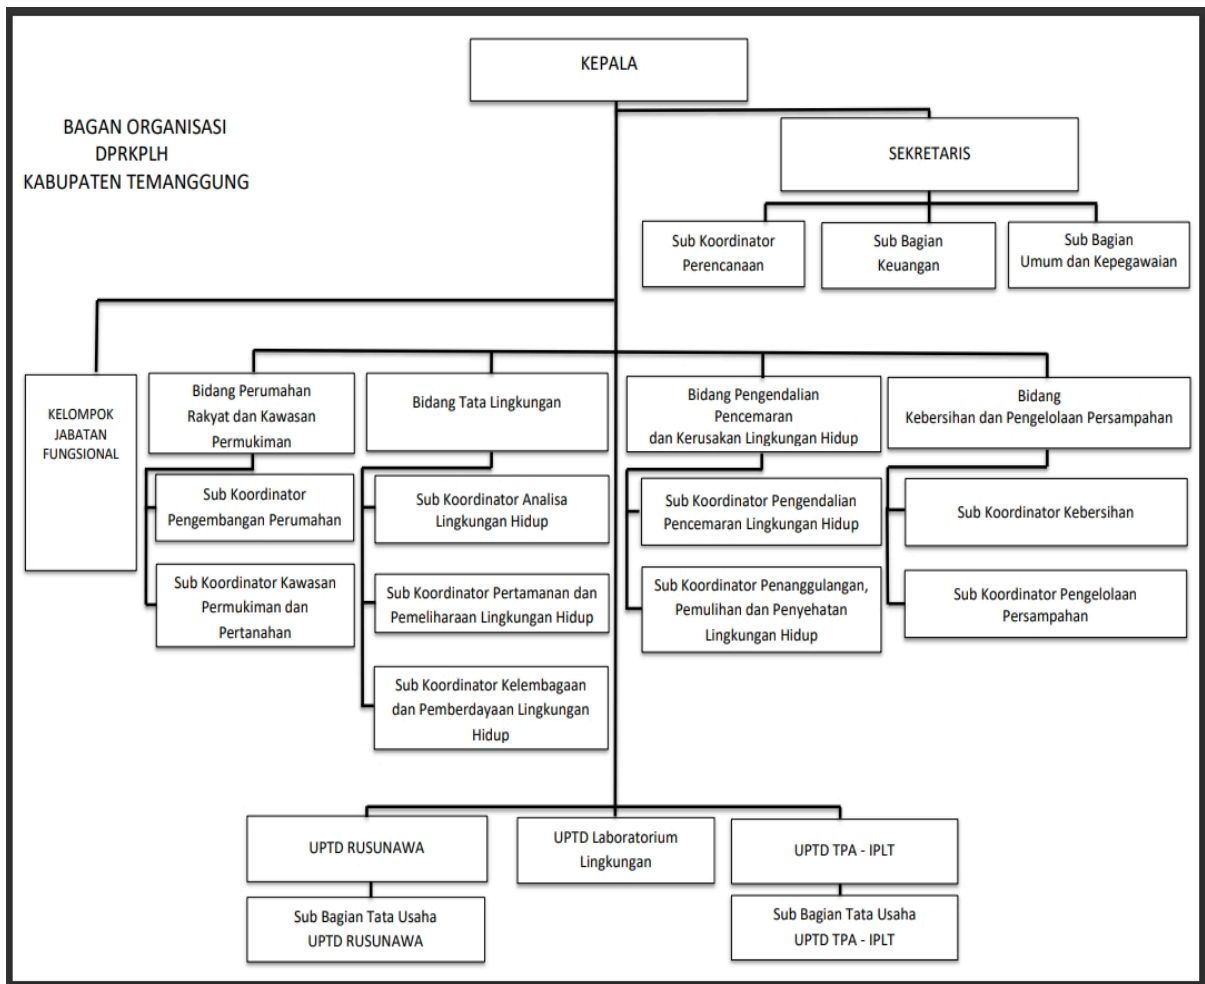 KEPALA
BAGAN ORGANISASI
DPRKPLH
KABUPATEN TEMANGGUNG
SEKRETARIS
Sub Koordinator
Perencanaan
Sub Bagian
Keuangan
Sub Bagian
Umum dan Kepegawaian
KELOMPOK
JABATAN
FUNGSIONAL
Bidang Perumahan
Rakyat dan Kawasan
Permukiman
Bidang Tata Lingkungan
Bidang Pengendalian
Pencemaran
dan Kerusakan Lingkungan Hidup
Bidang
Kebersihan dan Pengelolaan Persampahan
Sub Koordinator
Pengembangan Perumahan
Sub Koordinator Kawasan
Permukiman dan
Pertanahan
Sub Koordinator Analisa
Lingkungan Hidup
Sub Koordinator Pertamanan dan
Pemeliharaan Lingkungan Hidup
Sub Koordinator Kelembagaan
dan Pemberdayaan Lingkungan
Hidup
Sub Koordinator Pengendalian
Pencemaran Lingkungan Hidup
Sub Koordinator Penanggulangan,
Pemulihan dan Penyehatan
Lingkungan Hidup
Sub Koordinator Kebersihan
Sub Koordinator Pengelolaan
Persampahan
UPTD RUSUNAWA
UPTD Laboratorium
Lingkungan
UPTD TPA - IPLT
Sub Bagian Tata Usaha
UPTD RUSUNAWA
Sub Bagian Tata Usaha
UPTD TPA - IPLT